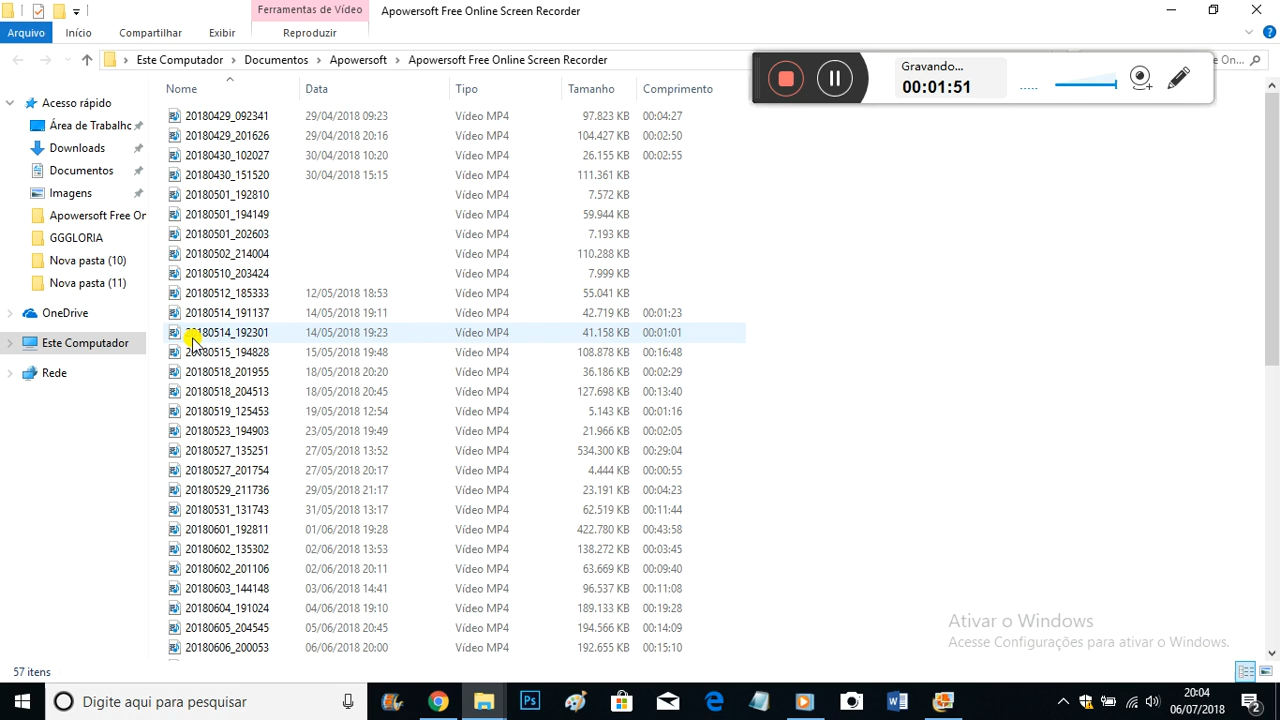 Ferramentas de Vídeo Apowersoft Free Online Screen Recorder
Arquivo Início Compartilhar Exibir Reproduzir
Este Computador Documentos Apowersoft Apowersoft Free Online Screen Recorder e On...
Gravando...
00:01:51
Nome Data Tipo Tamanho Comprimento
20180429_092341 29/04/2018 09:23 Vídeo MP4 97.823 KB 00:04:27
20180429_201626 29/04/2018 20:16 Vídeo MP4 104.427 KB 00:02:50
20180430_102027 30/04/2018 10:20 Vídeo MP4 26.155 KB 00:02:55
20180430_151520 30/04/2018 15:15 Vídeo MP4 111.361 KB
20180501_192810 Vídeo MP4 7.572 KB
20180501_194149 Vídeo MP4 59.944 KB
20180501_202603 Vídeo MP4 7.193 KB
20180502_214004 Vídeo MP4 110.288 KB
20180510_203424 Vídeo MP4 7.999 KB
20180512_185333 12/05/2018 18:53 Vídeo MP4 55.041 KB
20180514_191137 14/05/2018 19:11 Vídeo MP4 42.719 KB 00:01:23
20180514_192301 14/05/2018 19:23 Vídeo MP4 41.158 KB 00:01:01
20180515_194828 15/05/2018 19:48 Vídeo MP4 108.878 KB 00:16:48
20180518_201955 18/05/2018 20:20 Vídeo MP4 36.186 KB 00:02:29
20180518_204513 18/05/2018 20:45 Vídeo MP4 127.698 KB 00:13:40
20180519_125453 19/05/2018 12:54 Vídeo MP4 5.143 KB 00:01:16
20180523_194903 23/05/2018 19:49 Vídeo MP4 21.966 KB 00:02:05
20180527_135251 27/05/2018 13:52 Vídeo MP4 534.300 KB 00:29:04
20180527_201754 27/05/2018 20:17 Vídeo MP4 4.444 KB 00:00:55
20180529_211736 29/05/2018 21:17 Vídeo MP4 23.191 KB 00:04:23
20180531_131743 31/05/2018 13:17 Vídeo MP4 62.519 KB 00:11:44
20180601_192811 01/06/2018 19:28 Vídeo MP4 422.780 KB 00:43:58
20180602_135302 02/06/2018 13:53 Vídeo MP4 138.272 KB 00:03:45
20180602_201106 02/06/2018 20:11 Vídeo MP4 63.669 KB 00:09:40
20180603_144148 03/06/2018 14:41 Vídeo MP4 96.537 KB 00:11:08
20180604_191024 04/06/2018 19:10 Vídeo MP4 189.133 KB 00:19:28
20180605_204545 05/06/2018 20:45 Vídeo MP4 194.566 KB 00:14:09
20180606_200053 06/06/2018 20:00 Vídeo MP4 192.655 KB 00:15:10
Acesso rápido
Área de Trabalhc
Downloads
Documentos
Imagens
Apowersoft Free Or
GGGLORIA
Nova pasta (10)
Nova pasta (11)
OneDrive
Este Computador
Rede
Ativar o Windows
Acesse Configurações para ativar o Windows.
57 itens
Digite aqui para pesquisar
20:04
06/07/2018
2